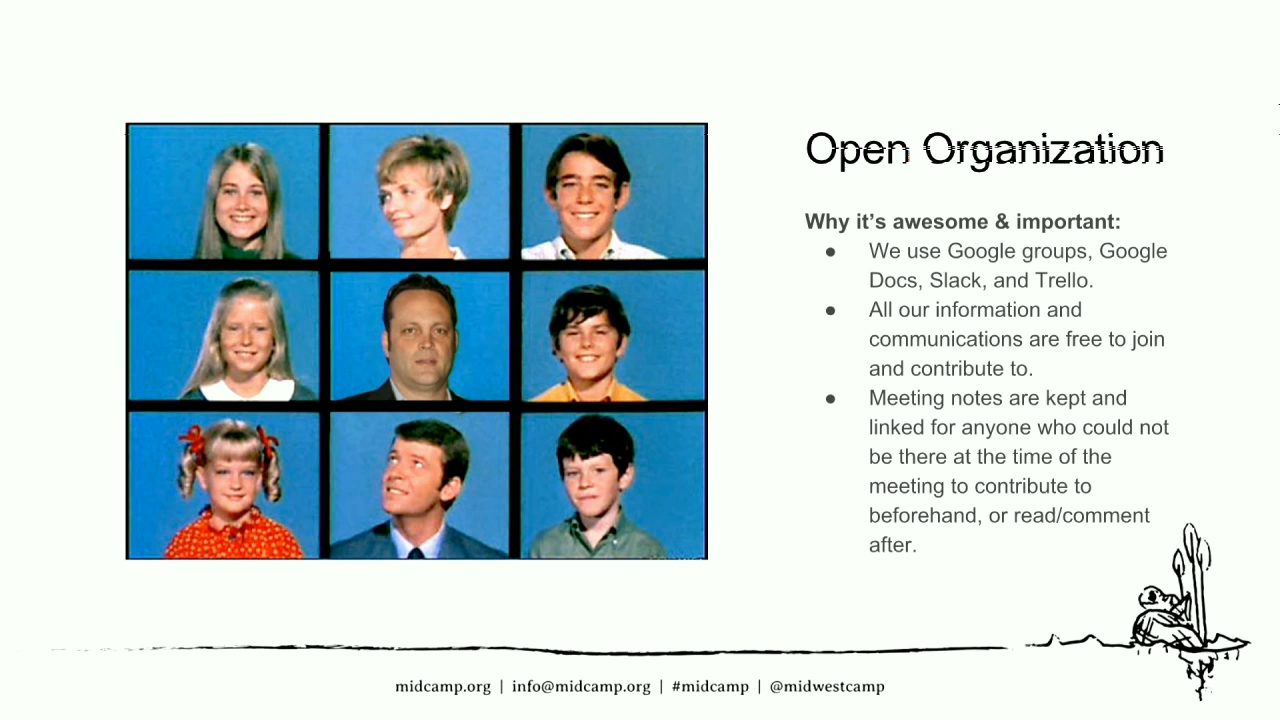 Open Organization
Why it's awesome & important:
● We use Google groups, Google
Docs, Slack, and Trello.
● All our information and
communications are free to join
and contribute to.
● Meeting notes are kept and
linked for anyone who could not
be there at the time of the
meeting to contribute to
beforehand, or read/comment
after.
midcamp.org | info@midcamp.org | #midcamp | @midwestcamp